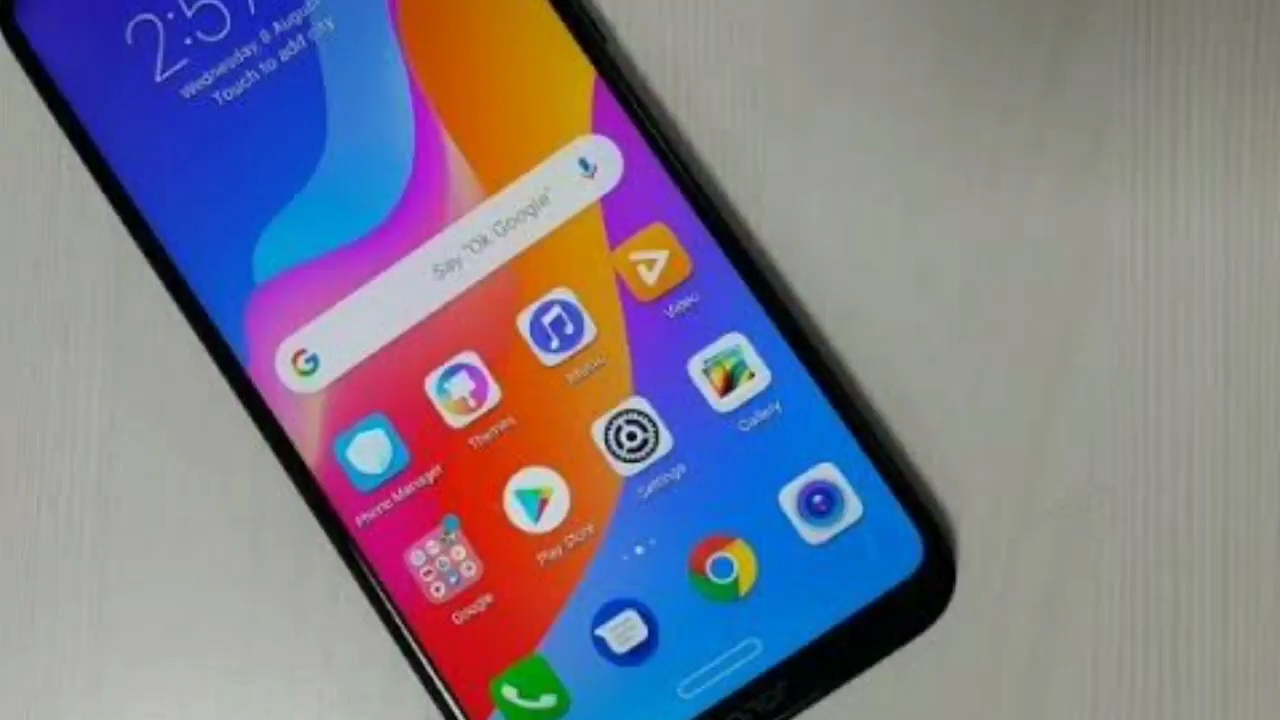 2:57
Wednesday, 8 August
Touch to add city
Say "Ok Google"
Video
Music
Themes
Phone Manager
Gallery
Settings
Play Store
Google